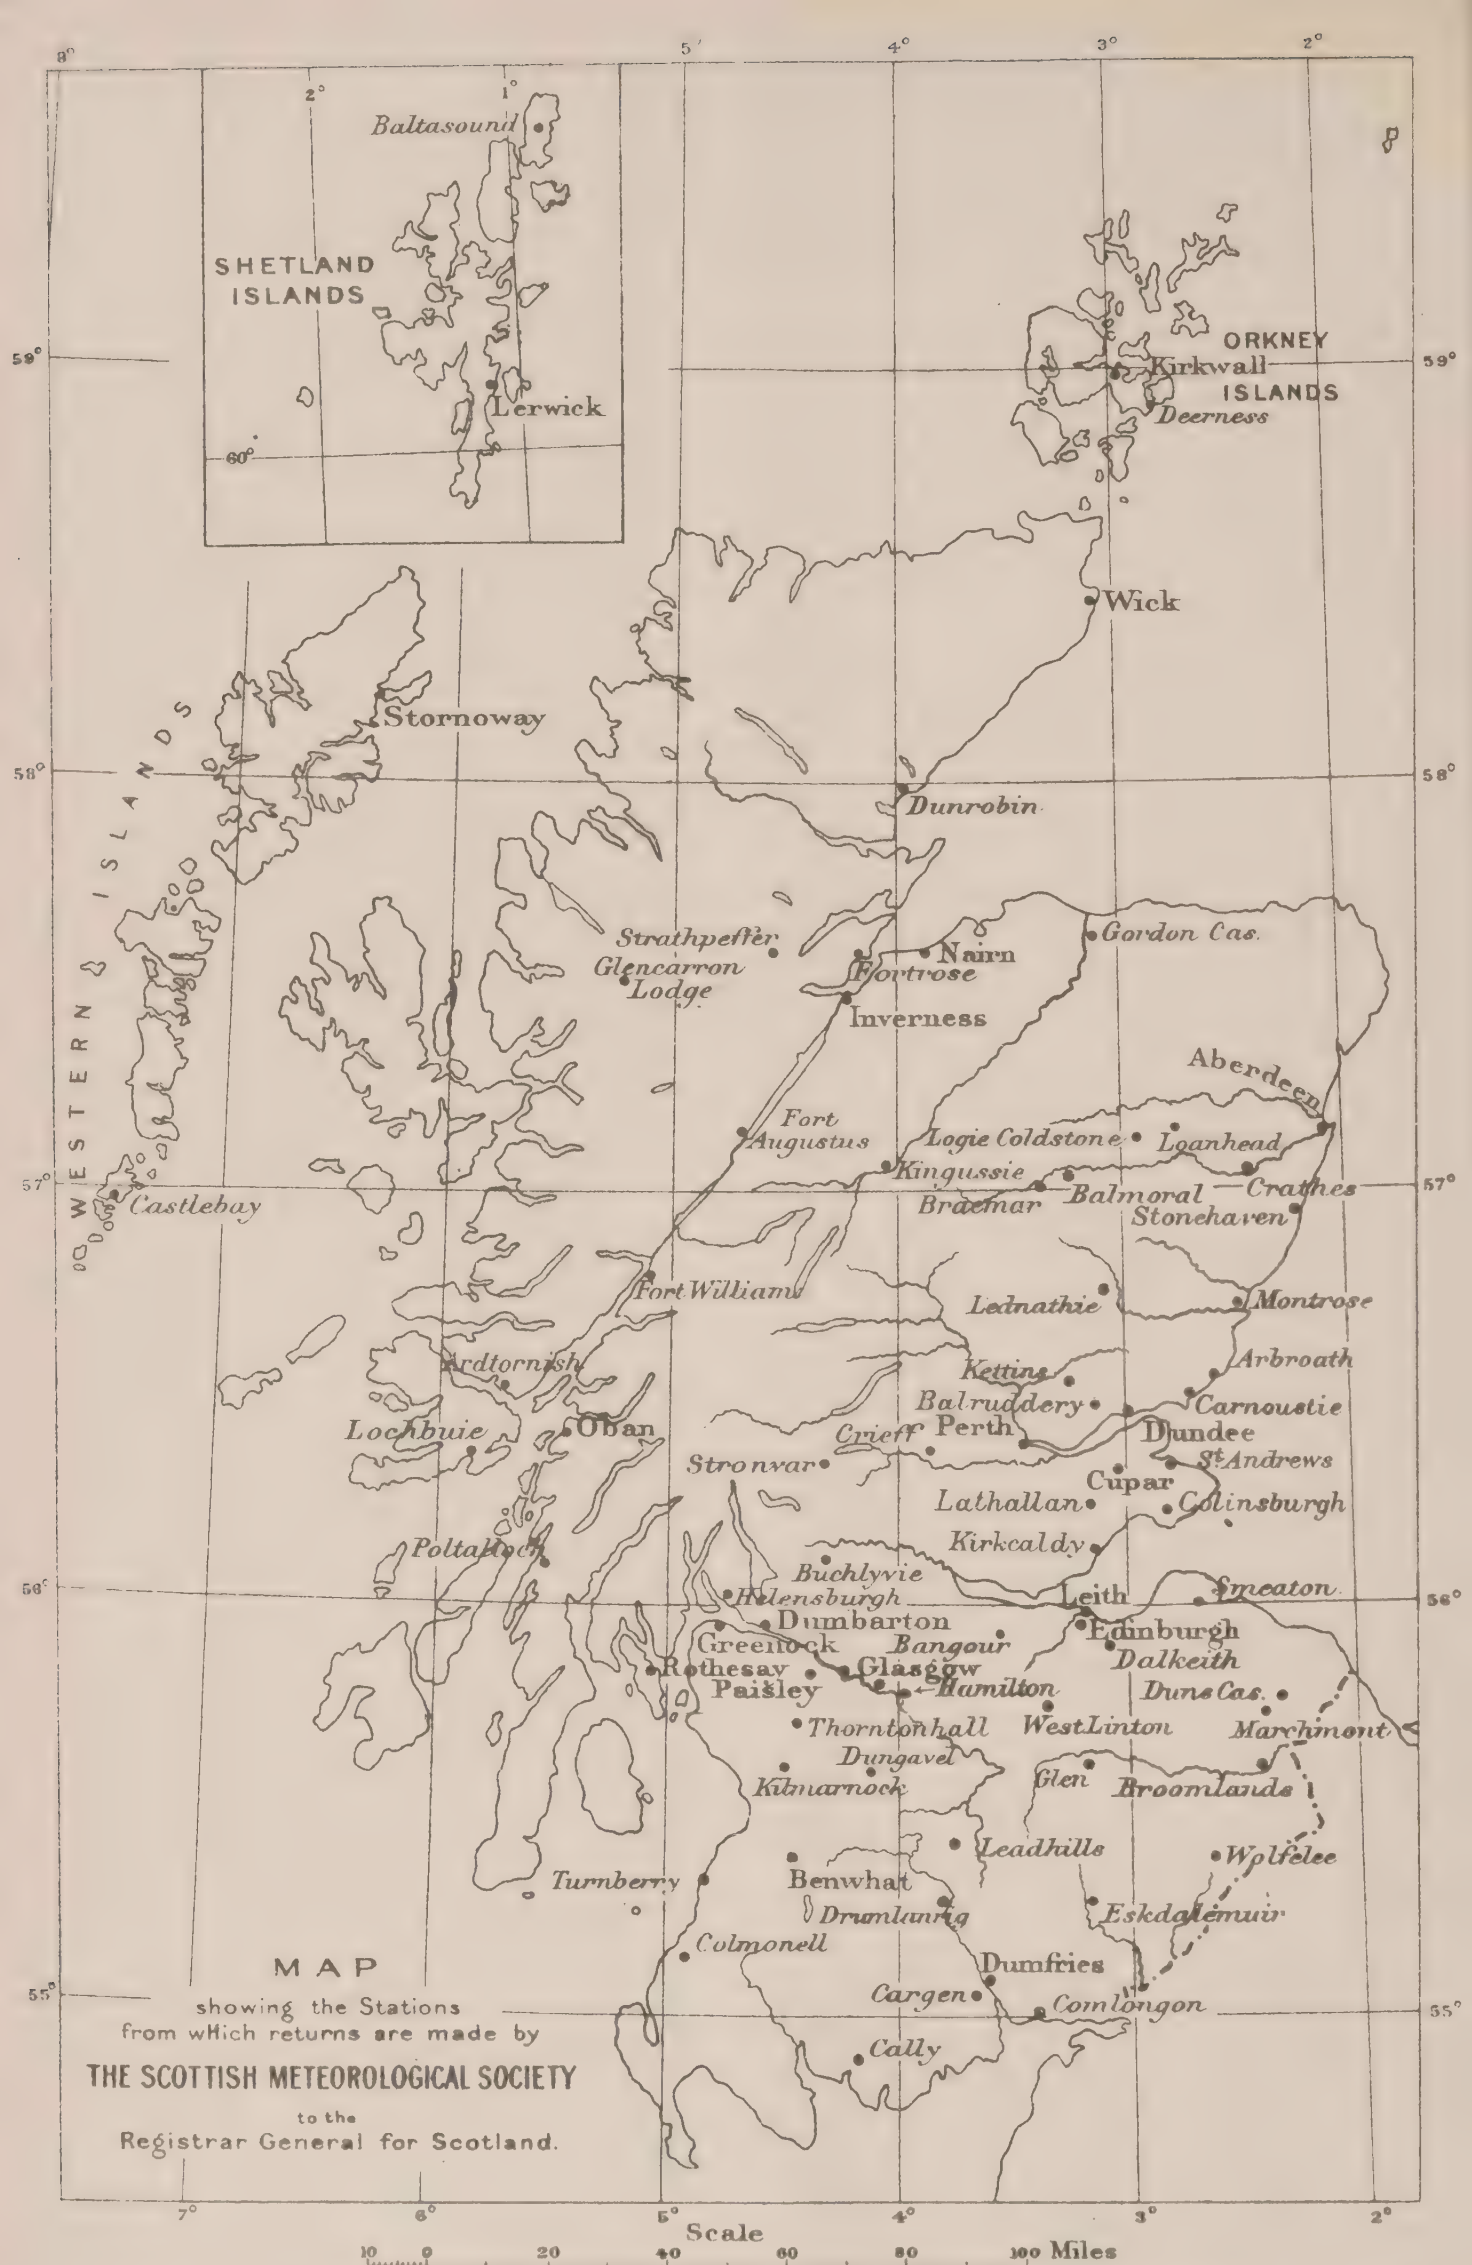 8° 5° 4° 3° 2°
2° 1°
Baltasound
SHETLAND
ISLANDS
59° 59°
ORKNEY
Kirkwall
ISLANDS
Lerwick
Deerness
60°
Wick
WESTERN ISLANDS
Stornoway
58° 58°
Dunrobin
Strathpeffer
Gordon Cas.
Nairn
Glencarron
Lodge
Fortrose
Inverness
Aberdeen
Fort
Augustus
Logie Coldstone
Loanhead
Kingussie
57° 57°
Braemar
Balmoral
Crathes
Castlebay
Stonehaven
Fort William
Lednathie
Montrose
Ardtornish
Kettins
Arbroath
Balruddery
Carnoustie
Lochbuie
Oban
Crieff
Perth
Dundee
Stronvar
St. Andrews
Cupar
Lathallan
Colinsburgh
Kirkcaldy
Poltalloch
Buchlyvie
56° 56°
Helensburgh
Leith
Smeaton
Dumbarton
Edinburgh
Greenock
Bangour
Dalkeith
Rothesay
Glasgow
Paisley
Hamilton
Duns Cas.
Thorntonhall
West Linton
Marchmont
Dungavel
Kilmarnock
Glen
Broomlands
Leadhills
Wolfelee
Turnberry
Benwhat
Drumlanrig
Eskdalemuir
Colmonell
Dumfries
Cargen
Comlongon
55° 55°
Cally
MAP
showing the Stations
from wHich returns are made by
THE SCOTTISH METEOROLOGICAL SOCIETY
to the
Registrar General for Scotland.
7° 6° 5° 4° 3° 2°
Scale
10 0 20 40 60 80 100 Miles